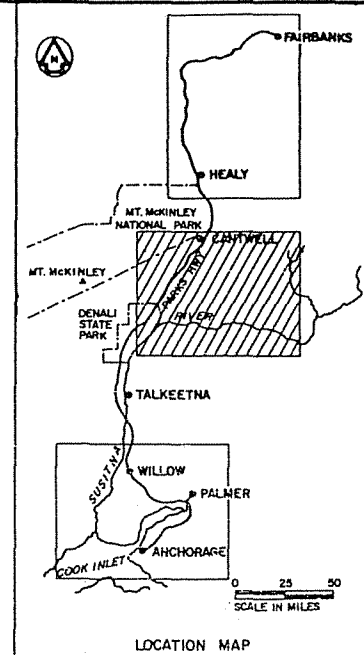 N
FAIRBANKS
HEALY
MT. McKINLEY
NATIONAL PARK
CANTWELL
MT. McKINLEY
PARKS HWY
DENALI
STATE
PARK
RIVER
TALKEETNA
SUSITNA
WILLOW
PALMER
ANCHORAGE
COOK INLET
0 25 50
SCALE IN MILES
LOCATION MAP